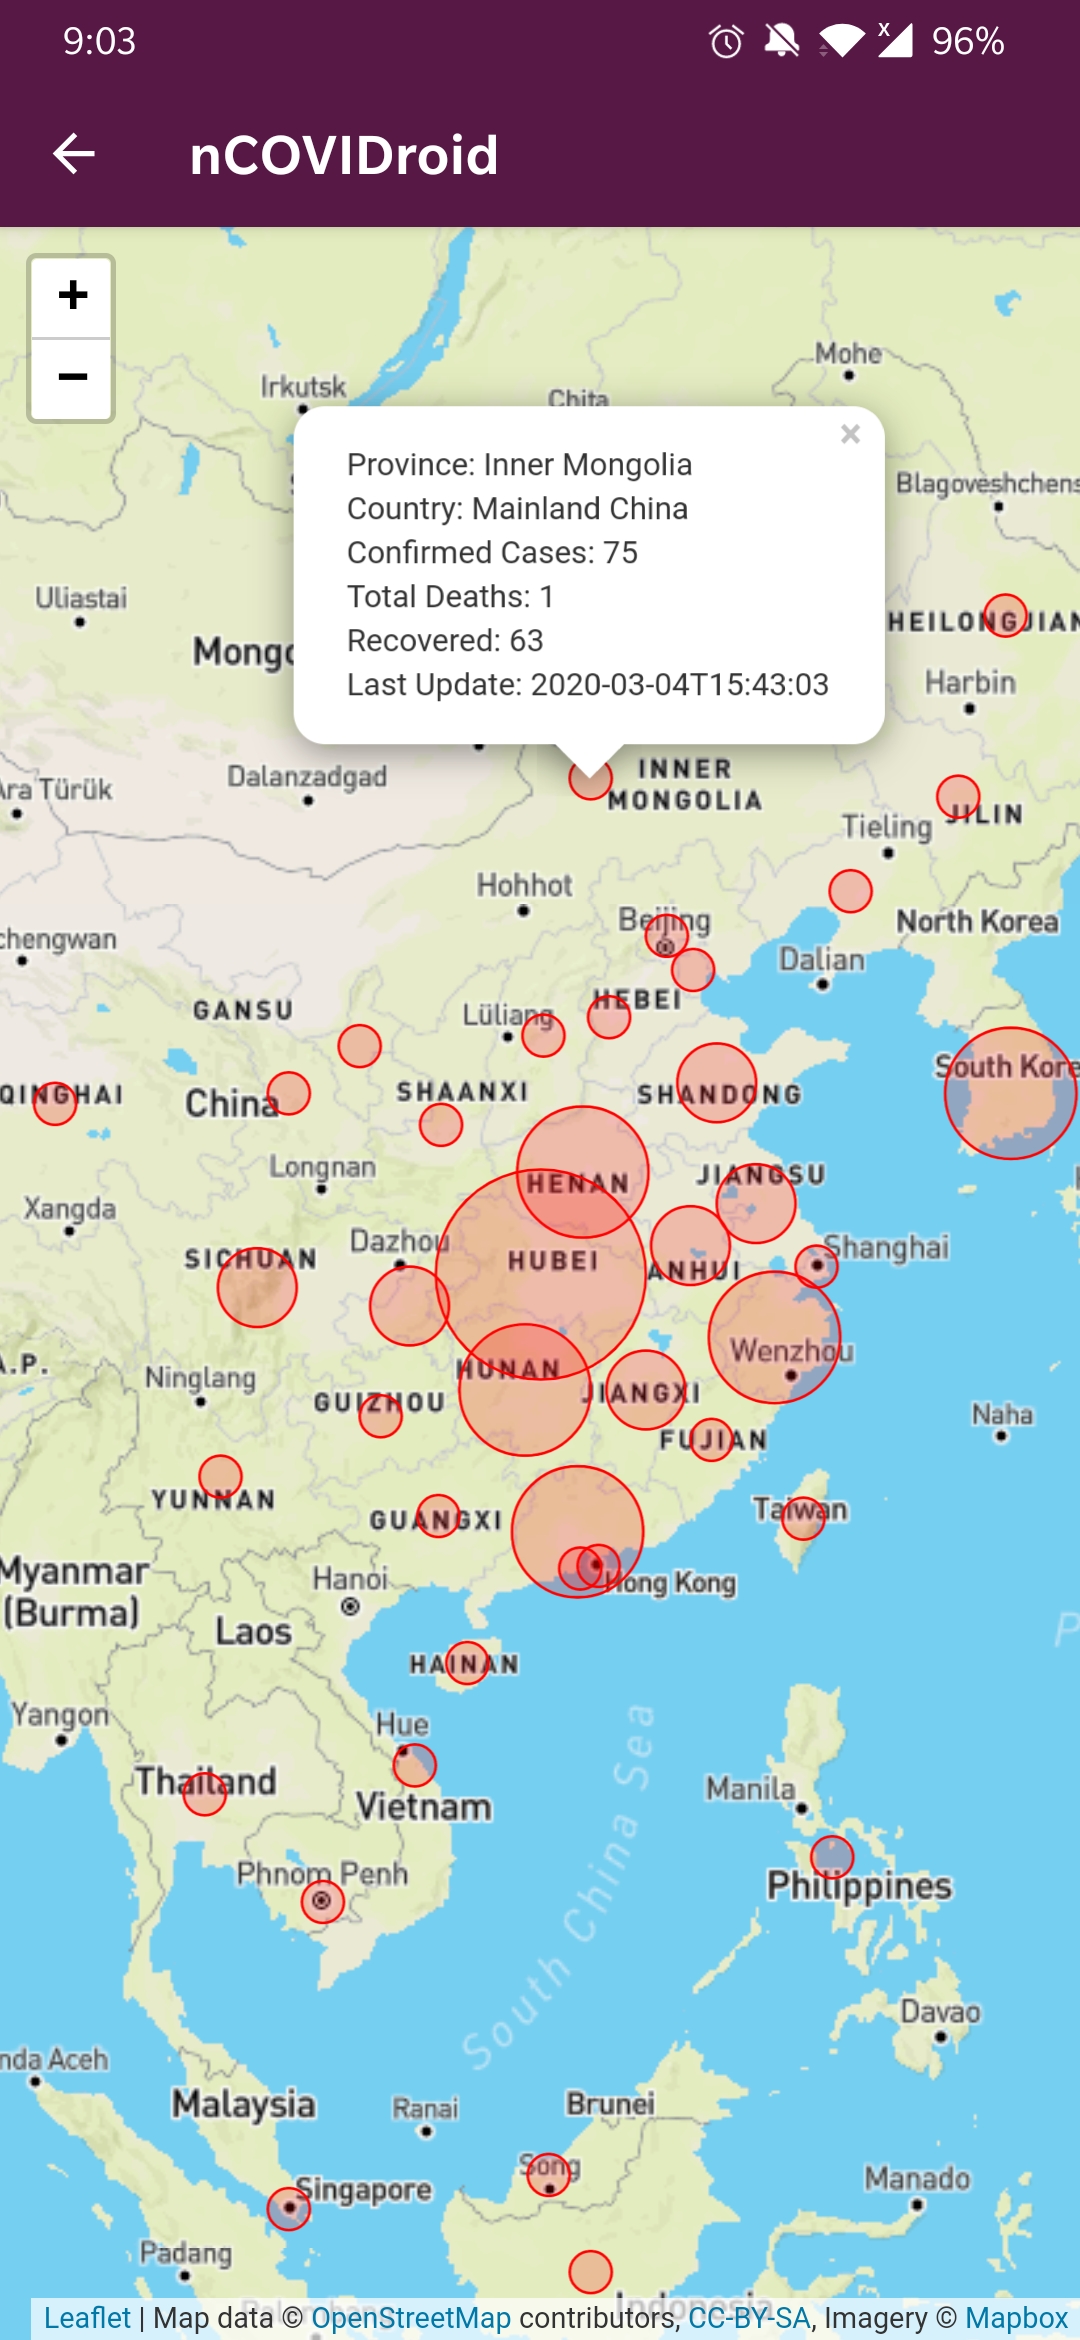 9:03
x
96%
nCOVIDroid
+
−
Mohe
Irkutsk
Chita
×
Province: Inner Mongolia
Country: Mainland China
Confirmed Cases: 75
Total Deaths: 1
Recovered: 63
Last Update: 2020-03-04T15:43:03
Blagoveshchens
Uliastai
HEILONGJIAN
Mongo
Harbin
INNER
MONGOLIA
Dalanzadgad
Ara Türük
JILIN
Tieling
Hohhot
Beijing
North Korea
chengwan
Dalian
HEBEI
GANSU
Lüliang
South Kore
QINGHAI
China
SHAANXI
SHANDONG
Longnan
HENAN
JIANGSU
Xangda
Dazhou
Shanghai
SICHUAN
HUBEI
ANHUI
Wenzhou
A.P.
Ninglang
HUNAN
JIANGXI
GUIZHOU
Naha
FUJIAN
YUNNAN
Taiwan
GUANGXI
Myanmar
(Burma)
Hanoi
Hong Kong
Laos
HAINAN
Yangon
Hue
South China Sea
Thailand
Manila
Vietnam
Phnom Penh
Philippines
Davao
nda Aceh
Malaysia
Ranai
Brunei
Song
Singapore
Manado
Padang
Indonesia
Leaflet | Map data © OpenStreetMap contributors, CC-BY-SA, Imagery © Mapbox